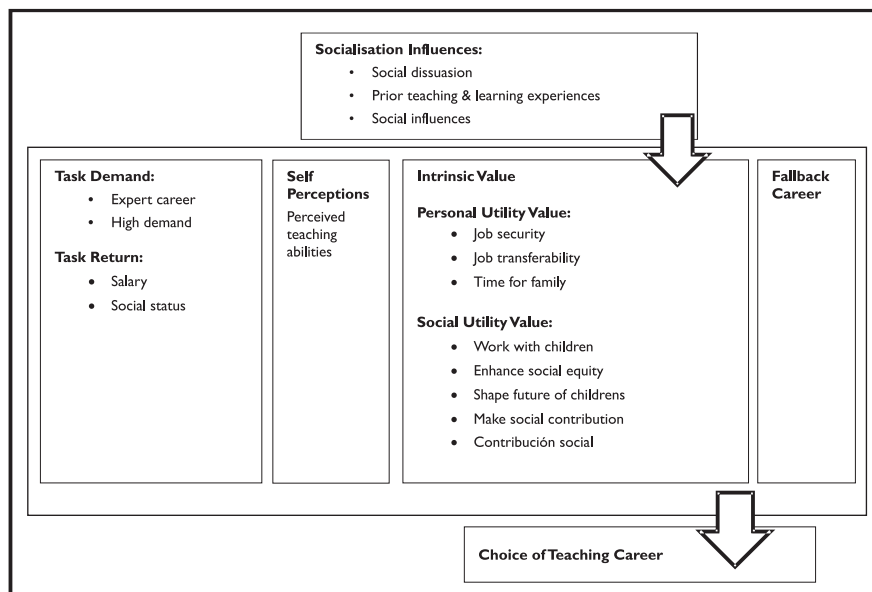 Socialisation Influences:
• Social dissuasion
• Prior teaching & learning experiences
• Social influences
Task Demand:
• Expert career
• High demand
Task Return:
• Salary
• Social status
Self
Perceptions
Perceived
teaching
abilities
Intrinsic Value
Personal Utility Value:
• Job security
• Job transferability
• Time for family
Social Utility Value:
• Work with children
• Enhance social equity
• Shape future of childrens
• Make social contribution
• Contribución social
Fallback
Career
Choice of Teaching Career